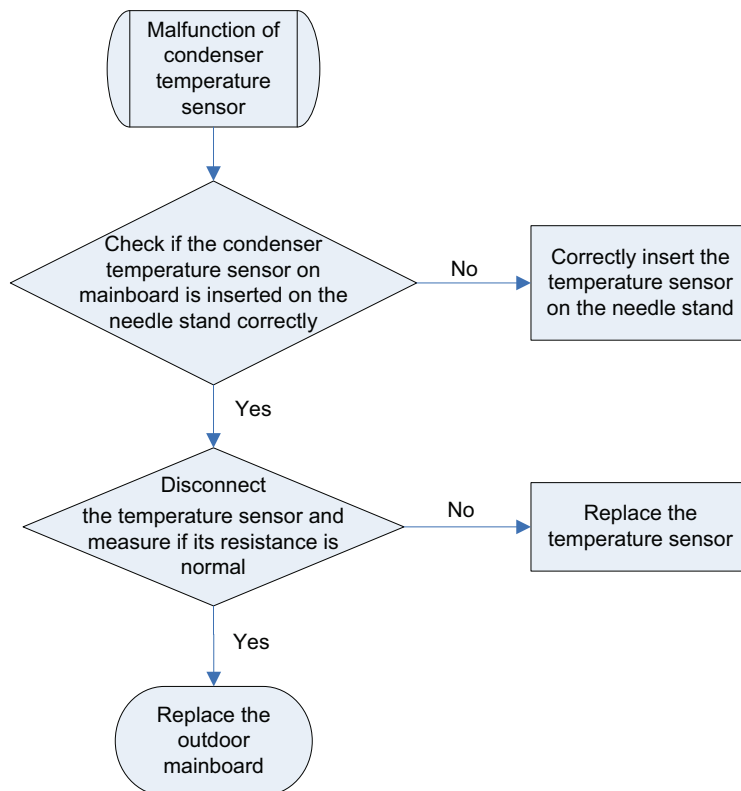 Malfunction of
condenser
temperature
sensor
Check if the condenser
temperature sensor on
mainboard is inserted on the
needle stand correctly
No
Correctly insert the
temperature sensor
on the needle stand
Yes
Disconnect
the temperature sensor and
measure if its resistance is
normal
No
Replace the
temperature sensor
Yes
Replace the
outdoor
mainboard